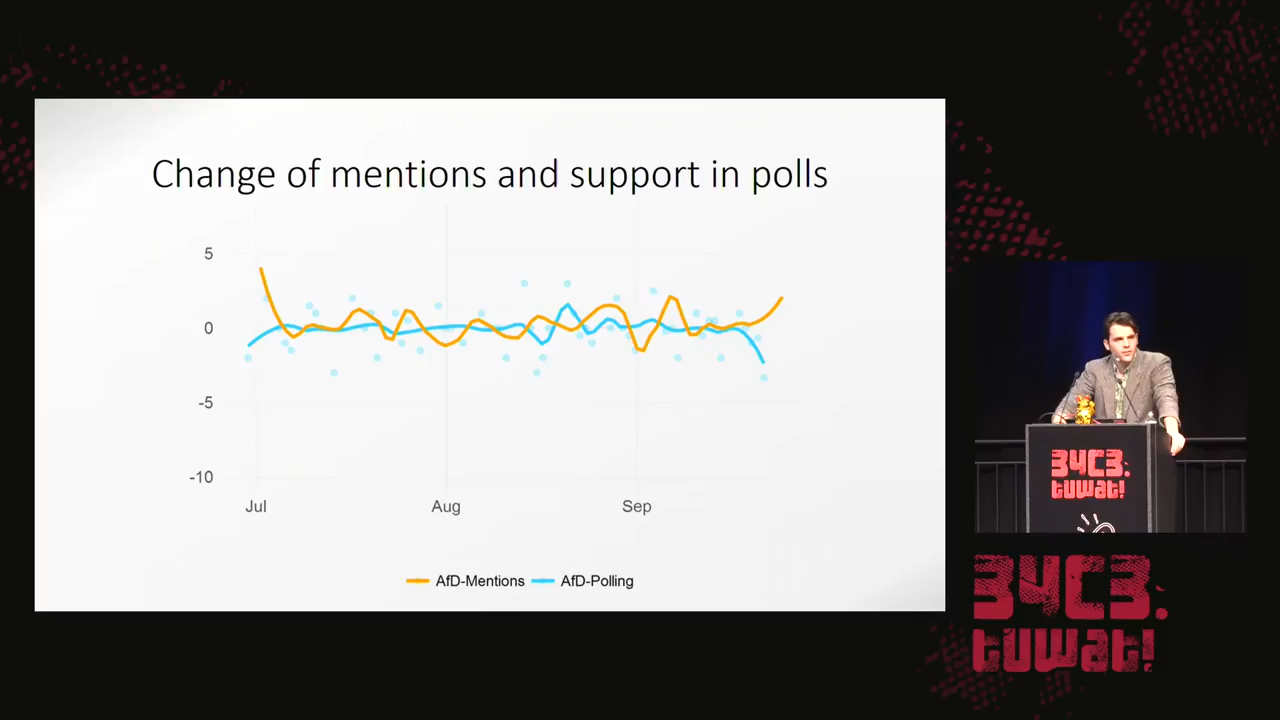 Change of mentions and support in polls
5
0
-5
-10
Jul Aug Sep
AfD-Mentions AfD-Polling
34C3.
tuwat!
34C3.
tuwat!